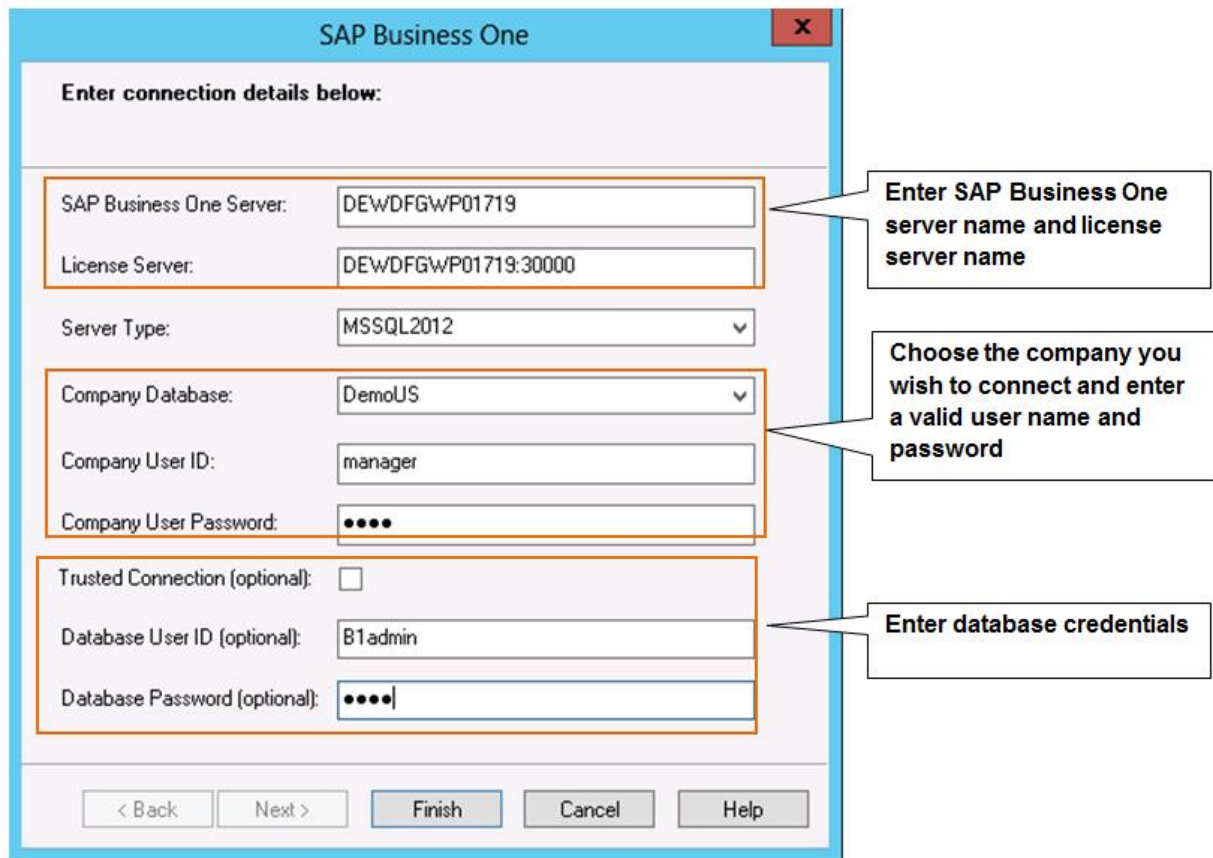 SAP Business One
x
Enter connection details below:
SAP Business One Server: DEWDFGWP01719
License Server: DEWDFGWP01719:30000
Server Type: MSSQL2012
Company Database: DemoUS
Company User ID: manager
Company User Password: ●●●●
Trusted Connection (optional):
Database User ID (optional): B1admin
Database Password (optional): ●●●●
< Back Next > Finish Cancel Help
Enter SAP Business One
server name and license
server name
Choose the company you
wish to connect and enter
a valid user name and
password
Enter database credentials